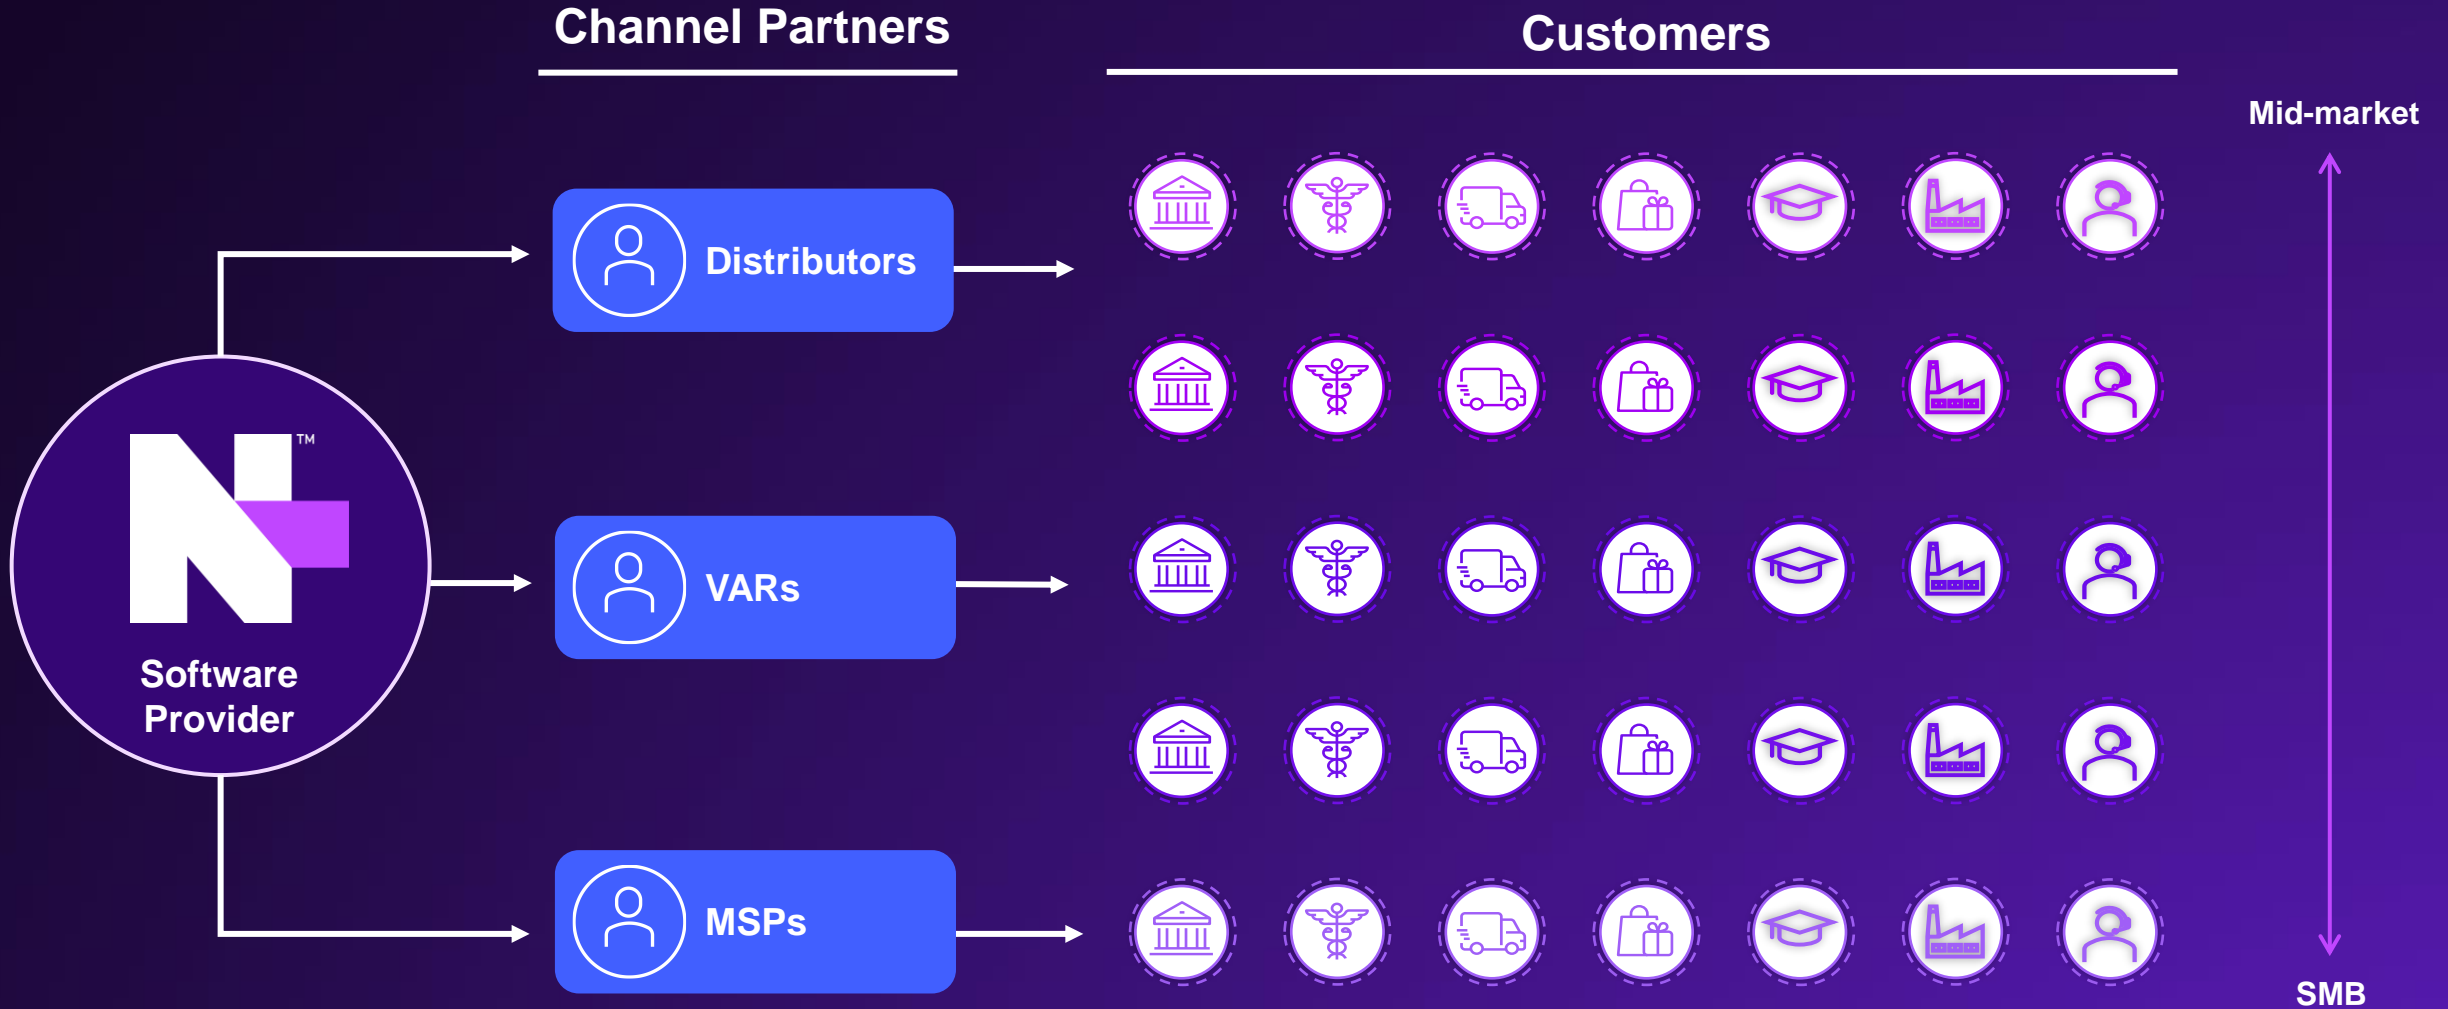 Channel Partners
Customers
Mid-market
Distributors
N
TM
Software
Provider
VARs
MSPs
SMB